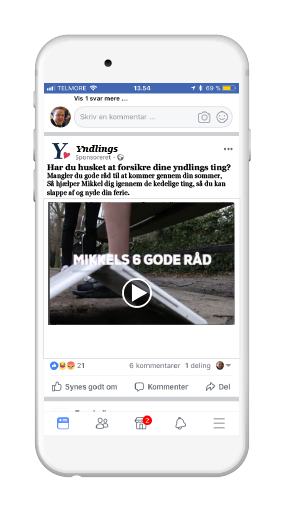 TELMORE
13.54
69 %
Vis 1 svar mere ...
Skriv en kommentar ...
Y
Yndlings
Sponsoreret
Har du husket at forsikre dine yndlings ting?
Mangler du gode råd til at kommer gennem din sommer,
Så hjælper Mikkel dig igennem de kedelige ting, så du kan
slappe af og nyde din ferie.
MIKKELS 6 GODE RÅD
21
6 kommentarer
1 deling
Synes godt om
Kommenter
Del
2